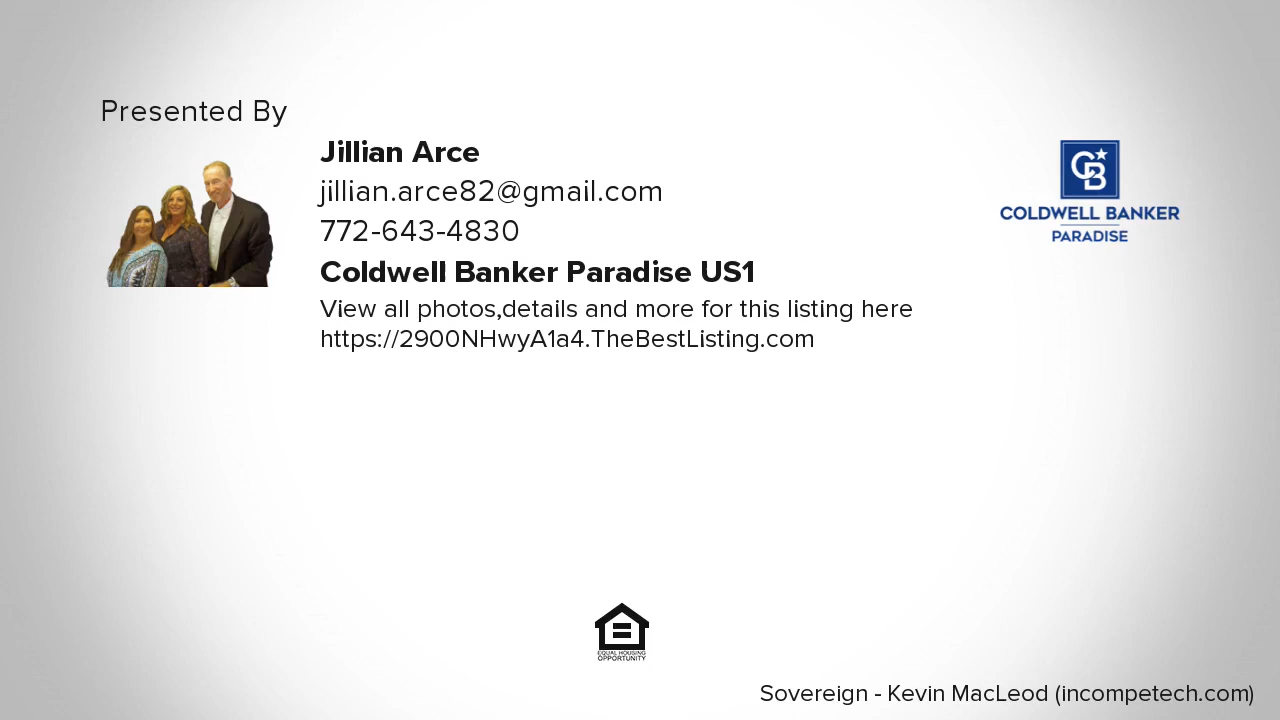 Presented By
Jillian Arce
jillian.arce82@gmail.com
772-643-4830
Coldwell Banker Paradise US1
View all photos,details and more for this listing here
https://2900NHwyA1a4.TheBestListing.com
CB
COLDWELL BANKER
PARADISE
EQUAL HOUSING
OPPORTUNITY
Sovereign - Kevin MacLeod (incompetech.com)